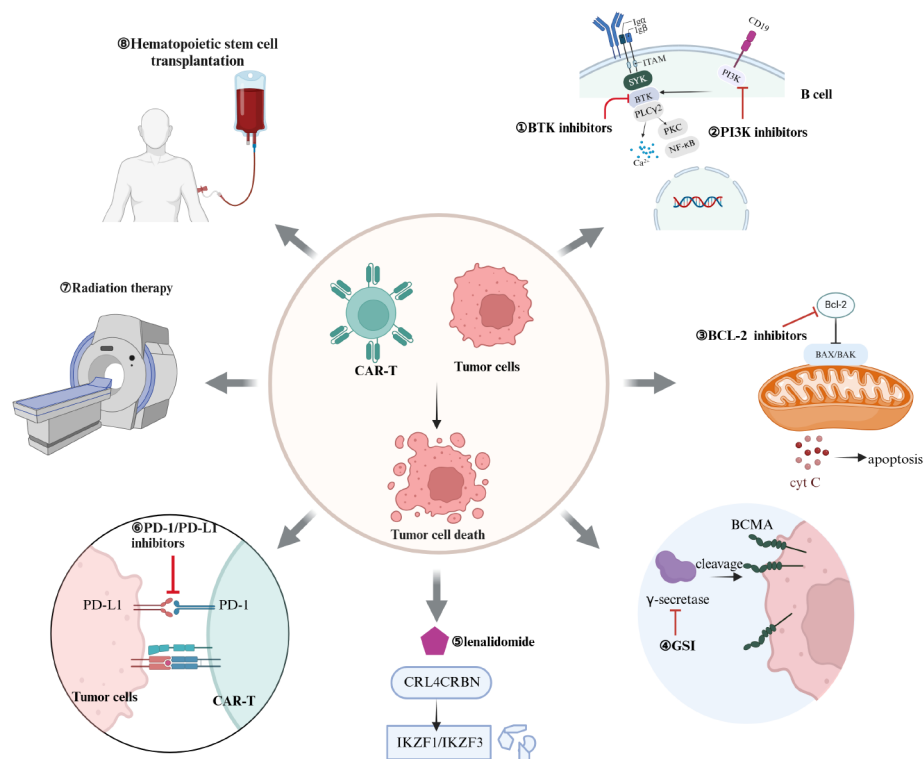 ⑧Hematopoietic stem cell
transplantation
Igα
Igβ
ITAM
SYK
BTK
PLCγ2
PKC
NF-κB
Ca²⁻
CD19
PI3K
B cell
①BTK inhibitors
②PI3K inhibitors
⑦Radiation therapy
CAR-T
Tumor cells
Tumor cell death
Bcl-2
③BCL-2 inhibitors
BAX/BAK
cyt C
apoptosis
BCMA
cleavage
γ-secretase
④GSI
⑤lenalidomide
CRL4CRBN
IKZF1/IKZF3
⑥PD-1/PD-L1
inhibitors
PD-L1
PD-1
Tumor cells
CAR-T